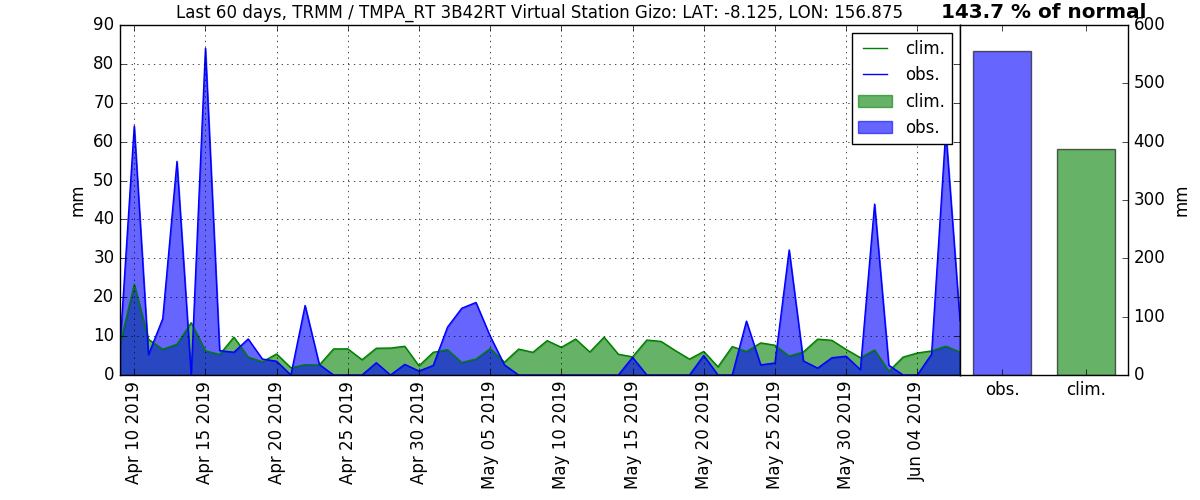 Last 60 days, TRMM / TMPA_RT 3B42RT Virtual Station Gizo: LAT: -8.125, LON: 156.875
143.7 % of normal
90
80
70
60
50
40
30
20
10
0
mm
clim.
obs.
clim.
obs.
600
500
400
300
200
100
0
mm
Apr 10 2019
Apr 15 2019
Apr 20 2019
Apr 25 2019
Apr 30 2019
May 05 2019
May 10 2019
May 15 2019
May 20 2019
May 25 2019
May 30 2019
Jun 04 2019
obs.
clim.